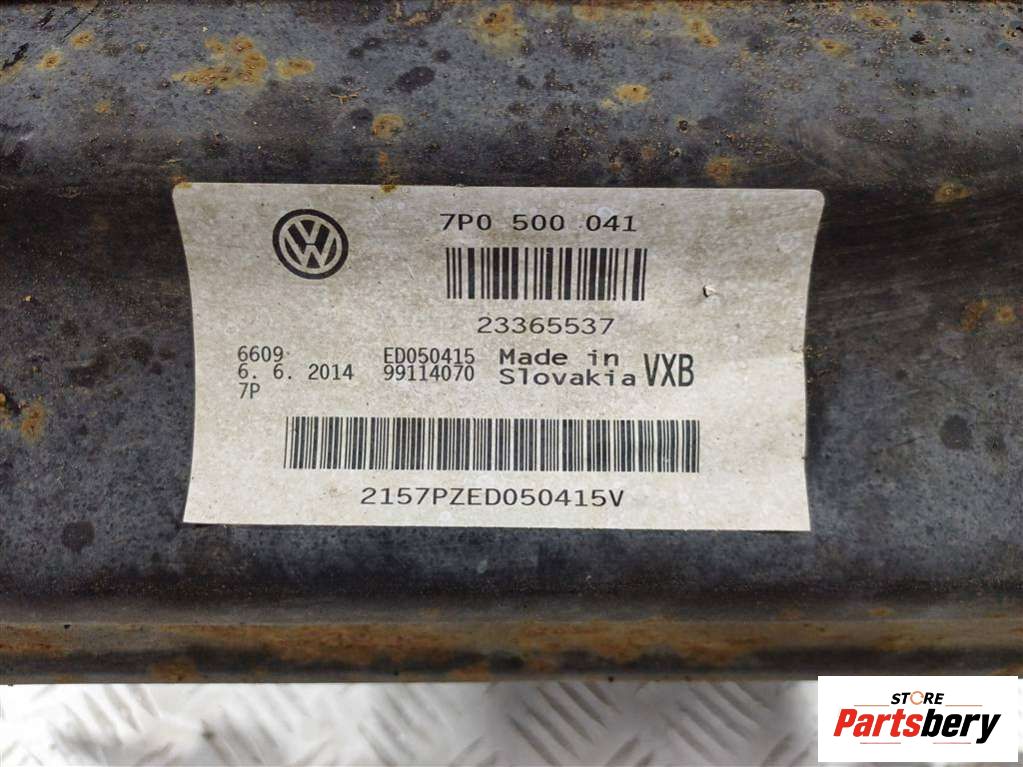 7P0 500 041
23365537
6609 ED050415 Made in VXB
6. 6. 2014 99114070 Slovakia
7P
2157PZED050415V
STORE
Partsbery